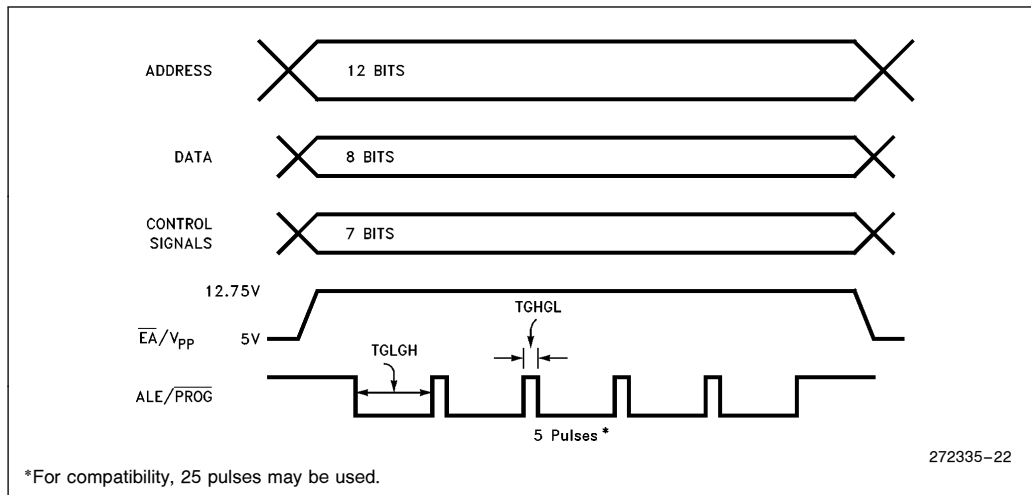 ADDRESS
12 BITS
DATA
8 BITS
CONTROL
SIGNALS
7 BITS
12.75V
TGHGL
EA/VPP
5V
TGLGH
ALE/PROG
5 Pulses*
272335-22
*For compatibility, 25 pulses may be used.